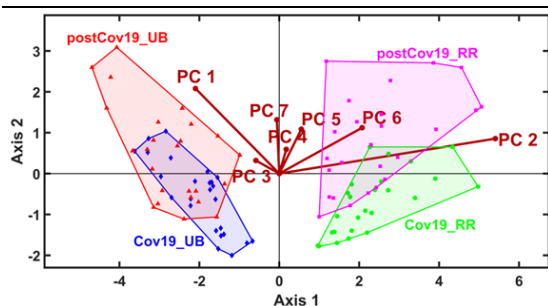 postCov19_UB
postCov19_RR
3
2
1
0
-1
-2
Axis 2
PC 1
PC 7
PC 5
PC 4
PC 6
PC 2
PC 3
Cov19_UB
Cov19_RR
-4 -2 0 2 4 6
Axis 1